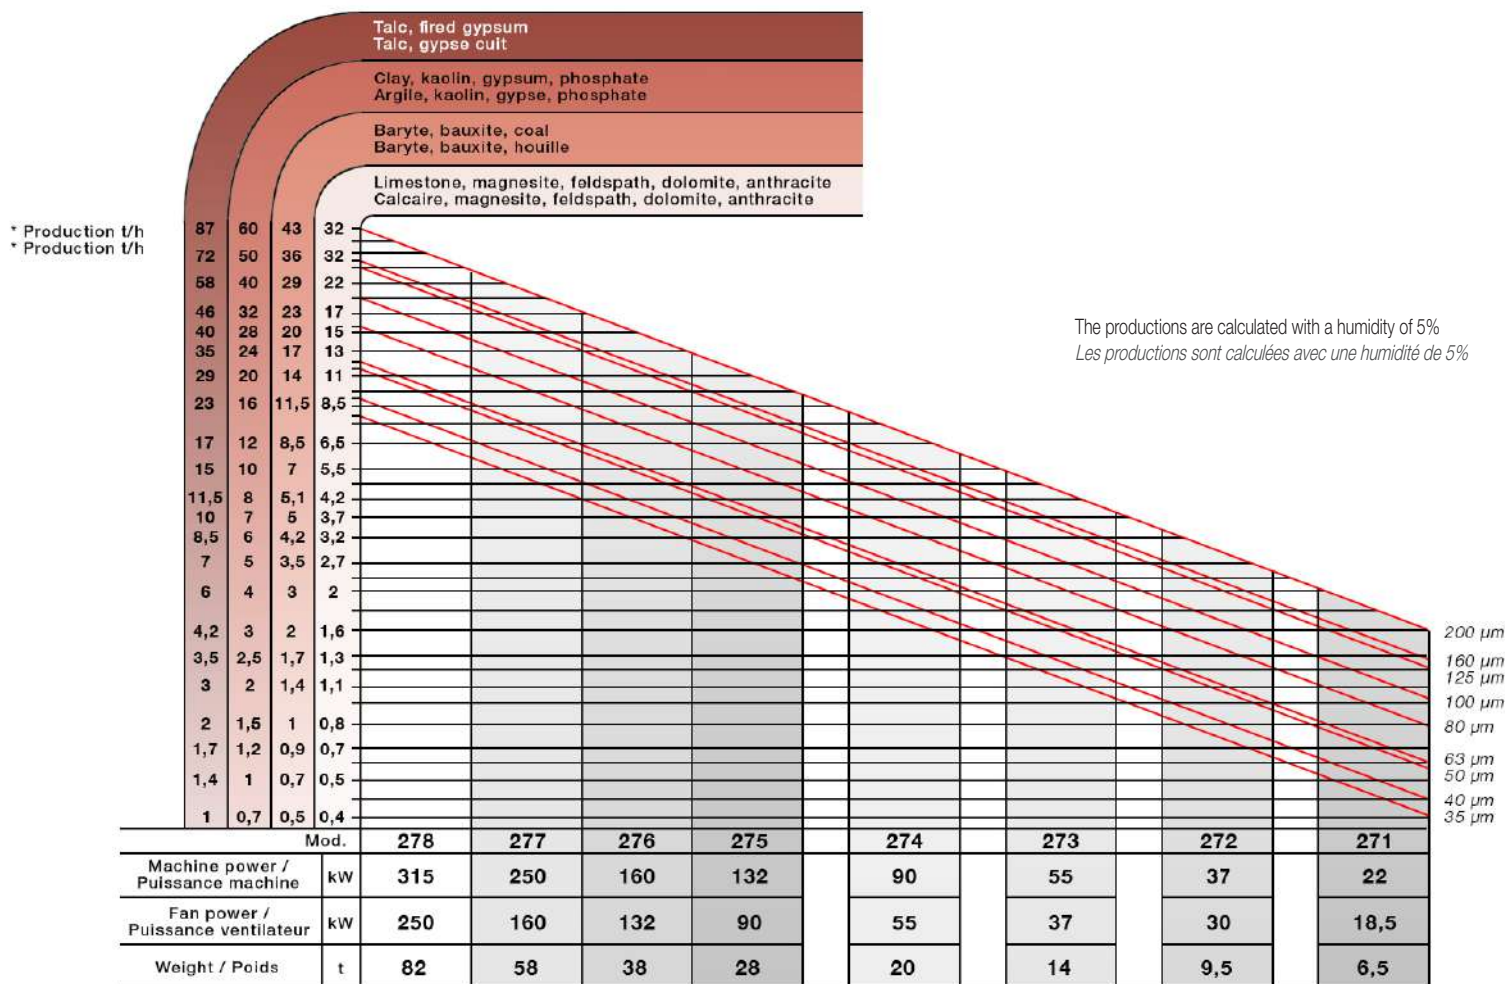 Talc, fired gypsum
Talc, gypse cuit
Clay, kaolin, gypsum, phosphate
Argile, kaolin, gypse, phosphate
Baryte, bauxite, coal
Baryte, bauxite, houille
Limestone, magnesite, feldspath, dolomite, anthracite
Calcaire, magnesite, feldspath, dolomite, anthracite
* Production t/h
* Production t/h
87 60 43 32
72 50 36 32
58 40 29 22
46 32 23 17
40 28 20 15
35 24 17 13
29 20 14 11
23 16 11,5 8,5
17 12 8,5 6,5
15 10 7 5,5
11,5 8 5,1 4,2
10 7 5 3,7
8,5 6 4,2 3,2
7 5 3,5 2,7
6 4 3 2
4,2 3 2 1,6
3,5 2,5 1,7 1,3
3 2 1,4 1,1
2 1,5 1 0,8
1,7 1,2 0,9 0,7
1,4 1 0,7 0,5
1 0,7 0,5 0,4
The productions are calculated with a humidity of 5%
Les productions sont calculées avec une humidité de 5%
200 µm
160 µm
125 µm
100 µm
80 µm
63 µm
50 µm
40 µm
35 µm
Mod. 278 277 276 275 274 273 272 271
Machine power /
Puissance machine kW 315 250 160 132 90 55 37 22
Fan power /
Puissance ventilateur kW 250 160 132 90 55 37 30 18,5
Weight / Poids t 82 58 38 28 20 14 9,5 6,5